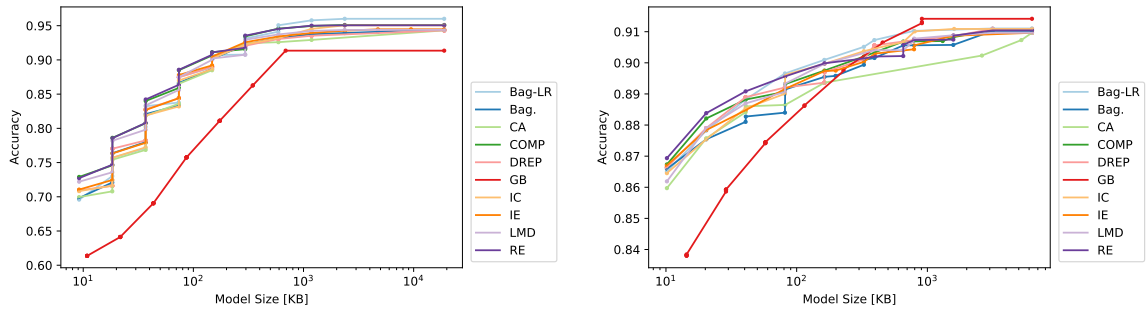 0.95
0.90
0.85
0.80
0.75
0.70
0.65
0.60
Accuracy
10¹
10²
10³
10⁴
Model Size [KB]
Bag-LR
Bag.
CA
COMP
DREP
GB
IC
IE
LMD
RE
0.91
0.90
0.89
0.88
0.87
0.86
0.85
0.84
Accuracy
10¹
10²
10³
Model Size [KB]
Bag-LR
Bag.
CA
COMP
DREP
GB
IC
IE
LMD
RE